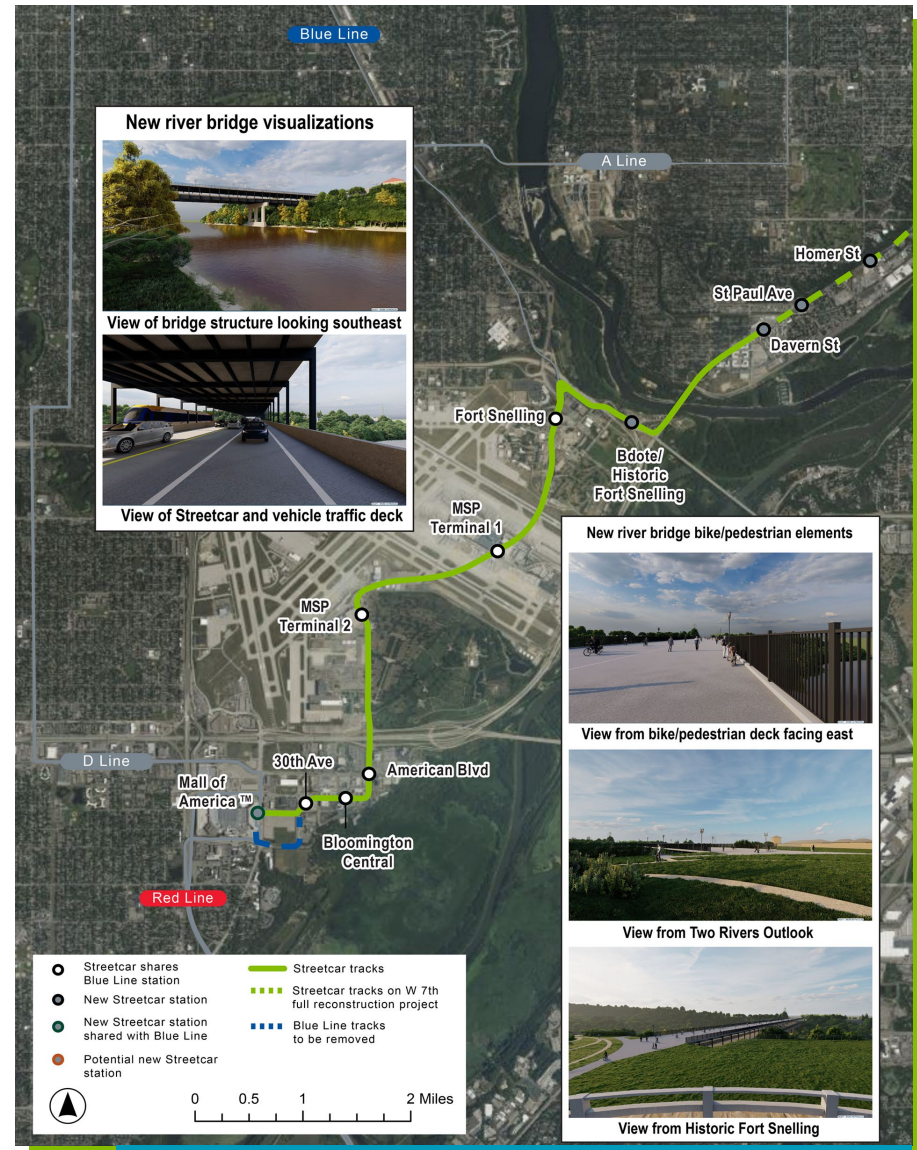 Blue Line
New river bridge visualizations
A Line
View of bridge structure looking southeast
View of Streetcar and vehicle traffic deck
Homer St
St Paul Ave
Davern St
Fort Snelling
Bdote/
Historic
Fort Snelling
MSP
Terminal 1
MSP
Terminal 2
New river bridge bike/pedestrian elements
View from bike/pedestrian deck facing east
View from Two Rivers Outlook
View from Historic Fort Snelling
D Line
30th Ave
American Blvd
Mall of
America ™
Bloomington
Central
Red Line
Streetcar shares
Blue Line station
New Streetcar station
New Streetcar station
shared with Blue Line
Potential new Streetcar
station
Streetcar tracks
Streetcar tracks on W 7th
full reconstruction project
Blue Line tracks
to be removed
0 0.5 1 2 Miles